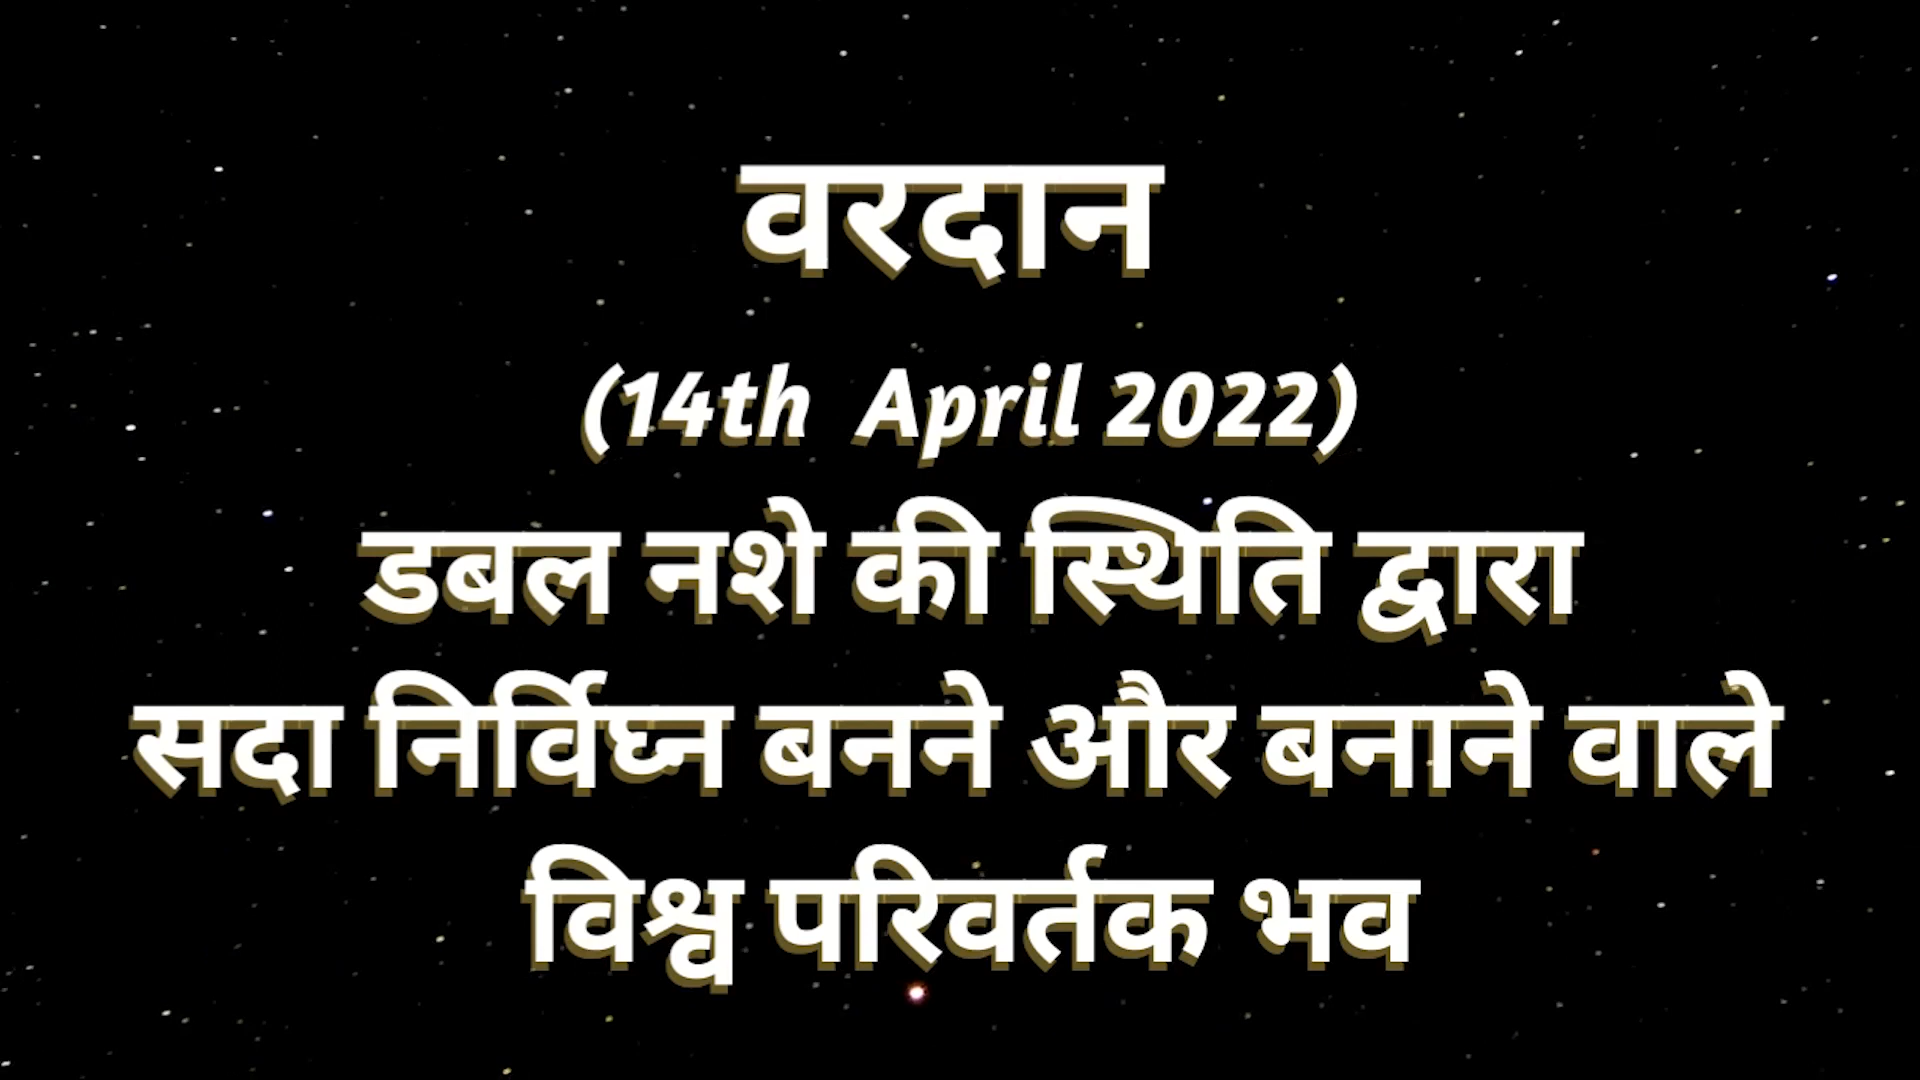 वरदान
(14th April 2022)
डबल नशे की स्थिति द्वारा
सदा निर्विघ्न बनने और बनाने वाले
विश्व परिवर्तक भव